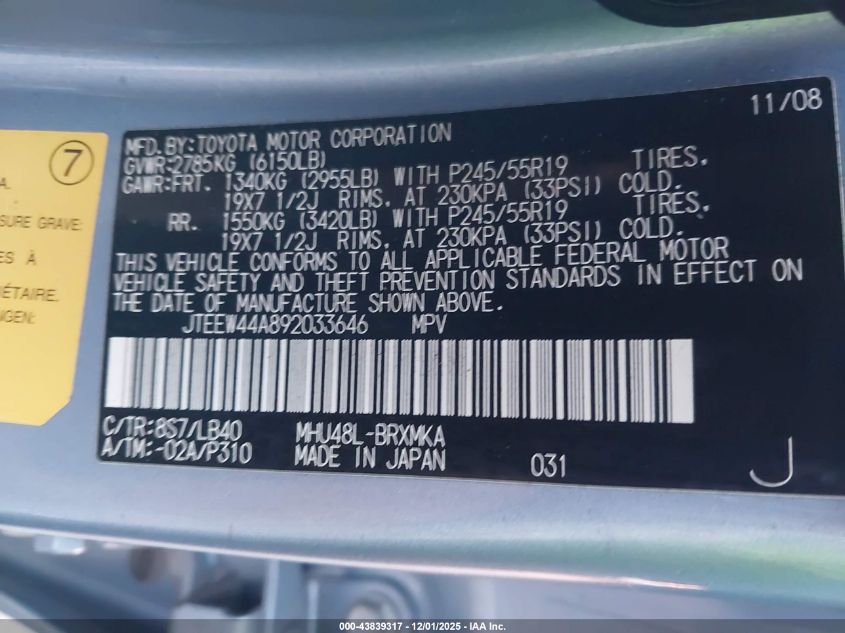 11/08
MFD.BY:TOYOTA MOTOR CORPORATION
GVWR:2785KG (6150LB)
GAWR:FRT. 1340KG (2955LB) WITH P245/55R19 TIRES,
19X7 1/2J RIMS, AT 230KPA (33PSI) COLD.
RR. 1550KG (3420LB) WITH P245/55R19 TIRES,
19X7 1/2J RIMS, AT 230KPA (33PSI) COLD.
THIS VEHICLE CONFORMS TO ALL APPLICABLE FEDERAL MOTOR
VEHICLE SAFETY AND THEFT PREVENTION STANDARDS IN EFFECT ON
THE DATE OF MANUFACTURE SHOWN ABOVE.
JTEEW44A892033646 MPV
C/TR:8S7/LB40 MHU48L-BRXMKA
A/TM:-02A/P310 MADE IN JAPAN 031 J
7
A.
SURE GRAVE:
ES À
ÉTAIRE.
NGEN:
000-43839317 - 12/01/2025 - IAA Inc.